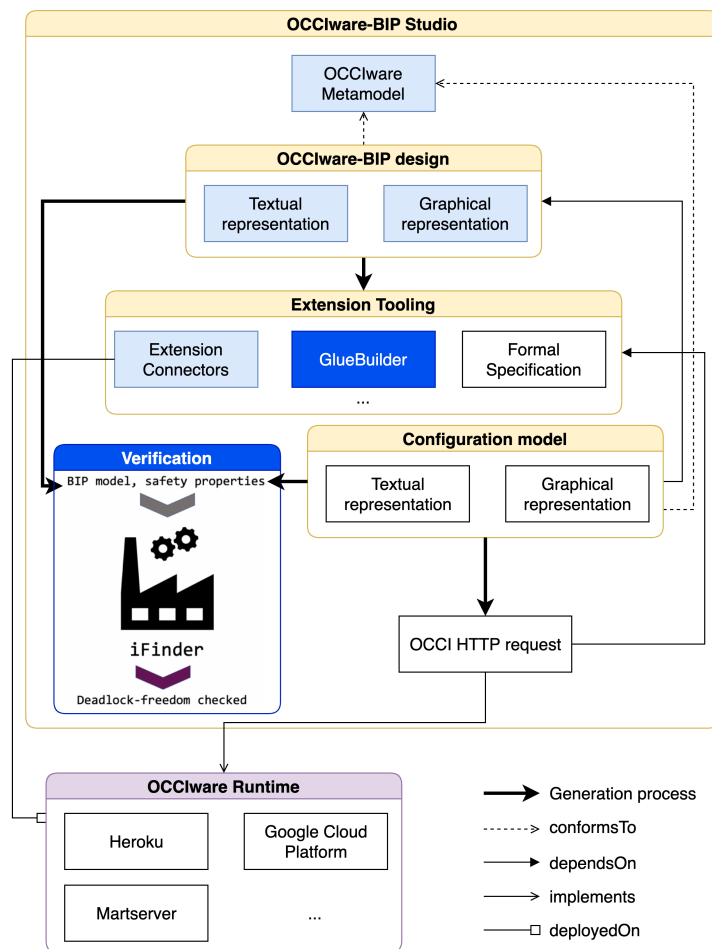 OCCIware-BIP Studio
OCCIware
Metamodel
OCCIware-BIP design
Textual
representation
Graphical
representation
Extension Tooling
Extension
Connectors
GlueBuilder
Formal
Specification
...
Configuration model
Textual
representation
Graphical
representation
Verification
BIP model, safety properties
iFinder
Deadlock-freedom checked
OCCI HTTP request
OCCIware Runtime
Heroku
Google Cloud
Platform
Martserver
...
Generation process
conformsTo
dependsOn
implements
deployedOn